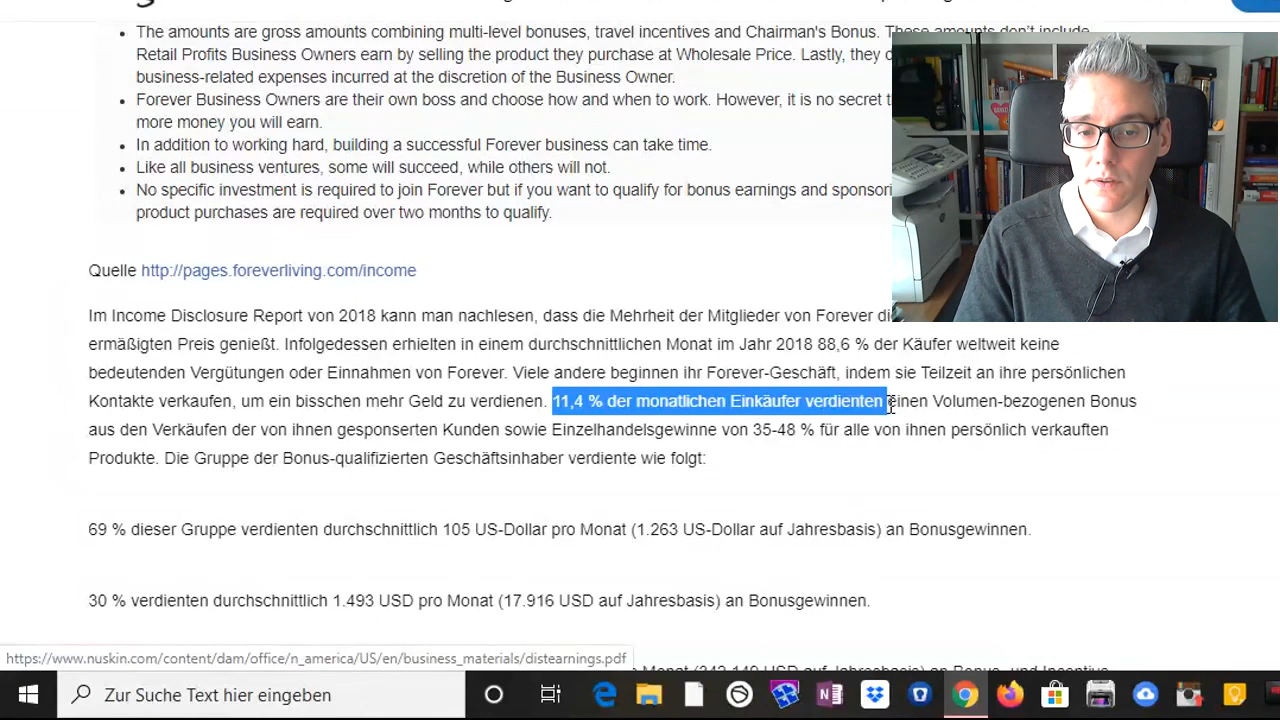 The amounts are gross amounts combining multi-level bonuses, travel incentives and Chairman's Bonus. These amounts don't include
Retail Profits Business Owners earn by selling the product they purchase at Wholesale Price. Lastly, they
business-related expenses incurred at the discretion of the Business Owner.
Forever Business Owners are their own boss and choose how and when to work. However, it is no secret
more money you will earn.
In addition to working hard, building a successful Forever business can take time.
Like all business ventures, some will succeed, while others will not.
No specific investment is required to join Forever but if you want to qualify for bonus earnings and
product purchases are required over two months to qualify.
Quelle http://pages.foreverliving.com/income
Im Income Disclosure Report von 2018 kann man nachlesen, dass die Mehrheit der Mitglieder von Forever
ermäßigten Preis genießt. Infolgedessen erhielten in einem durchschnittlichen Monat im Jahr 2018 88,6 % der Käufer weltweit keine
bedeutenden Vergütungen oder Einnahmen von Forever. Viele andere beginnen ihr Forever-Geschäft, indem sie Teilzeit an ihre persönlichen
Kontakte verkaufen, um ein bisschen mehr Geld zu verdienen. 11,4 % der monatlichen Einkäufer verdienten einen Volumen-bezogenen Bonus
aus den Verkäufen der von ihnen gesponserten Kunden sowie Einzelhandelsgewinne von 35-48 % für alle von ihnen persönlich verkauften
Produkte. Die Gruppe der Bonus-qualifizierten Geschäftsinhaber verdiente wie folgt:
69 % dieser Gruppe verdienten durchschnittlich 105 US-Dollar pro Monat (1.263 US-Dollar auf Jahresbasis) an Bonusgewinnen.
30 % verdienten durchschnittlich 1.493 USD pro Monat (17.916 USD auf Jahresbasis) an Bonusgewinnen.
https://www.nuskin.com/content/dam/office/n_america/US/en/business_materials/distearnings.pdf
Zur Suche Text hier eingeben